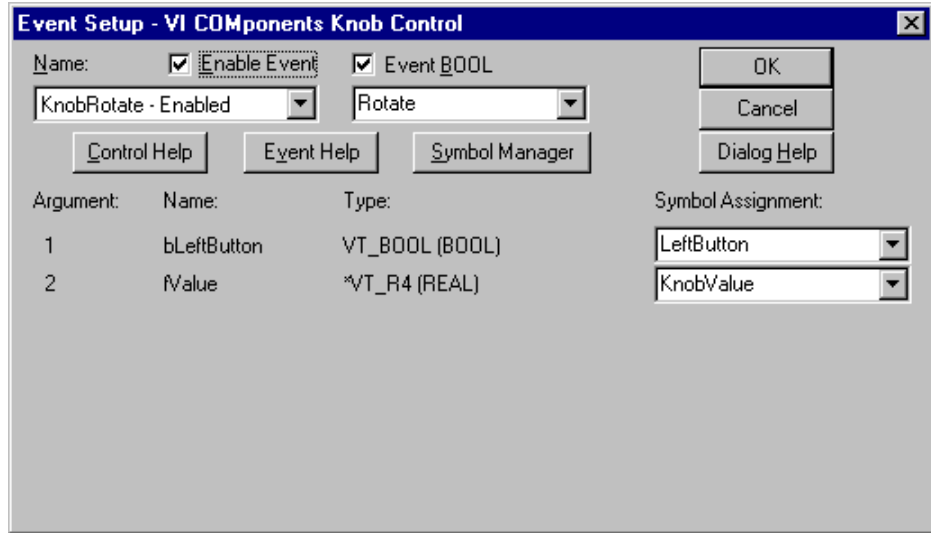 Event Setup - VI COMponents Knob Control
Name: Enable Event Event BOOL OK
KnobRotate - Enabled Rotate Cancel
Control Help Event Help Symbol Manager Dialog Help
Argument: Name: Type: Symbol Assignment:
1 bLeftButton VT_BOOL (BOOL) LeftButton
2 fValue *VT_R4 (REAL) KnobValue